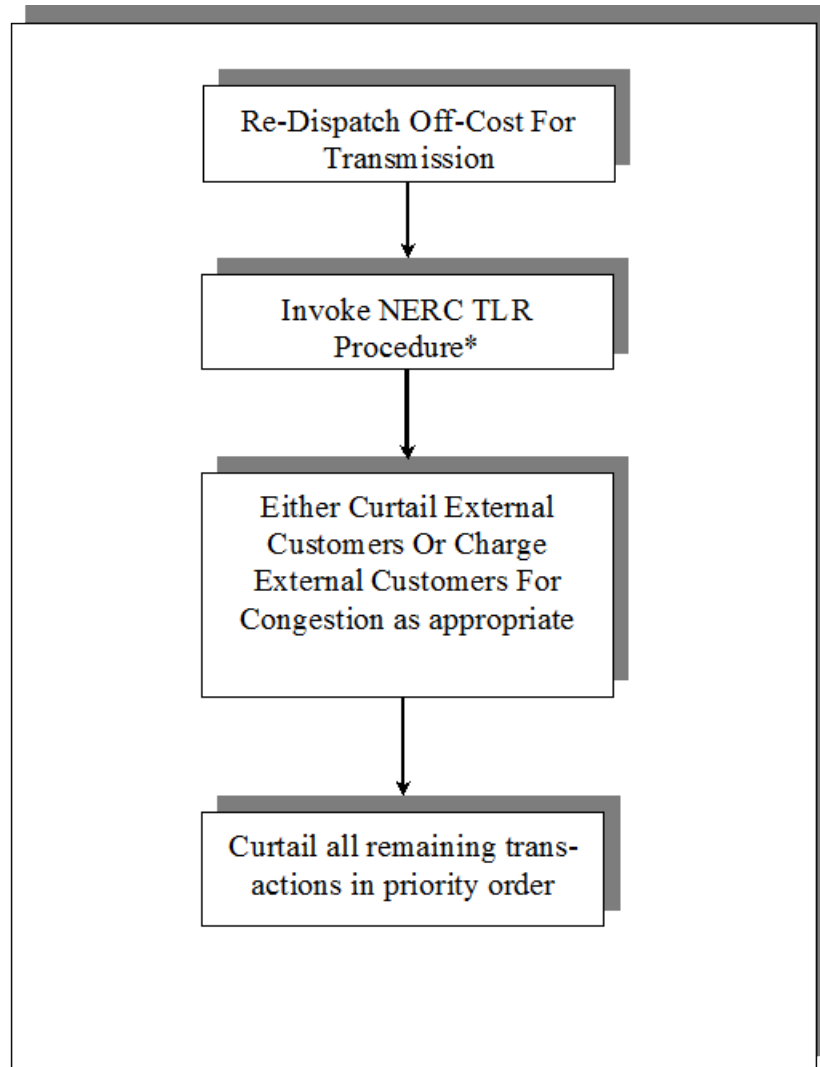 Re-Dispatch Off-Cost For
Transmission
Invoke NERC TLR
Procedure*
Either Curtail External
Customers Or Charge
External Customers For
Congestion as appropriate
Curtail all remaining trans-
actions in priority order